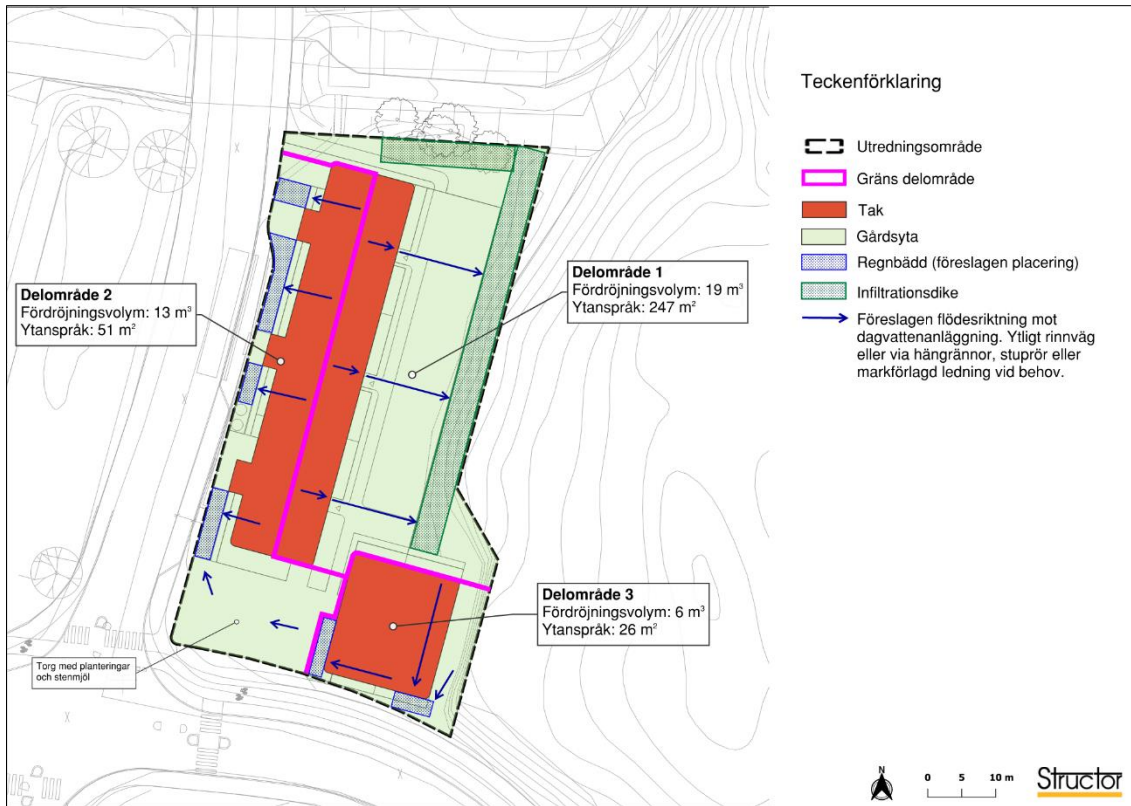 Delområde 2
Fördröjningsvolym: 13 m³
Ytanspråk: 51 m²
Delområde 1
Fördröjningsvolym: 19 m³
Ytanspråk: 247 m²
Delområde 3
Fördröjningsvolym: 6 m³
Ytanspråk: 26 m²
Torg med planteringar
och stenmjöl
Teckenförklaring
Utredningsområde
Gräns delområde
Tak
Gårdsyta
Regnbädd (föreslagen placering)
Infiltrationsdike
Föreslagen flödesriktning mot
dagvattenanläggning. Ytligt rinnväg
eller via hängrännor, stuprör eller
markförlagd ledning vid behov.
N
0 5 10 m
Structor